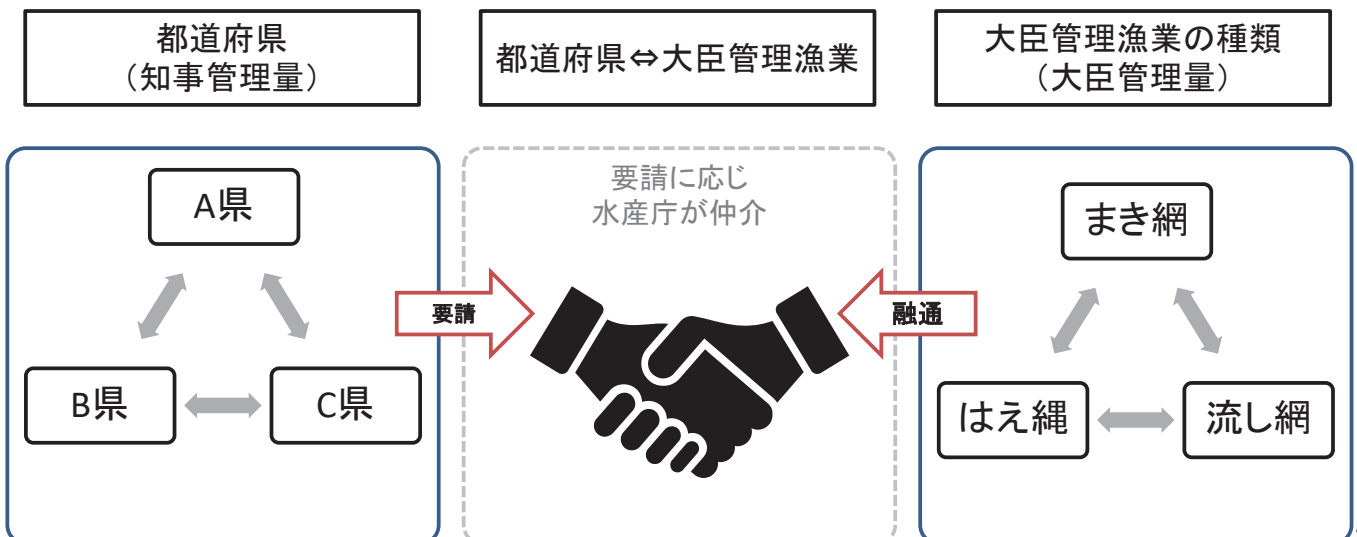 都道府県
（知事管理量）
都道府県⇔大臣管理漁業
大臣管理漁業の種類
（大臣管理量）
A県
B県
C県
要請
要請に応じ
水産庁が仲介
融通
まき網
はえ縄
流し網